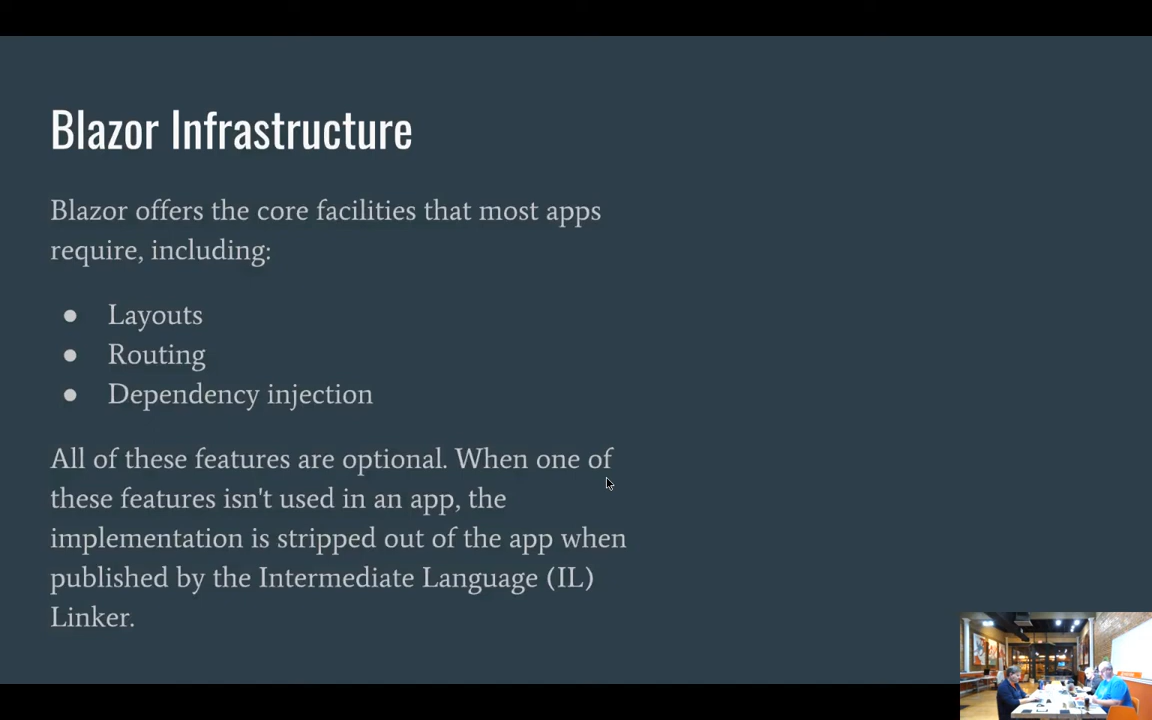 Blazor Infrastructure
Blazor offers the core facilities that most apps
require, including:
● Layouts
● Routing
● Dependency injection
All of these features are optional. When one of
these features isn't used in an app, the
implementation is stripped out of the app when
published by the Intermediate Language (IL)
Linker.